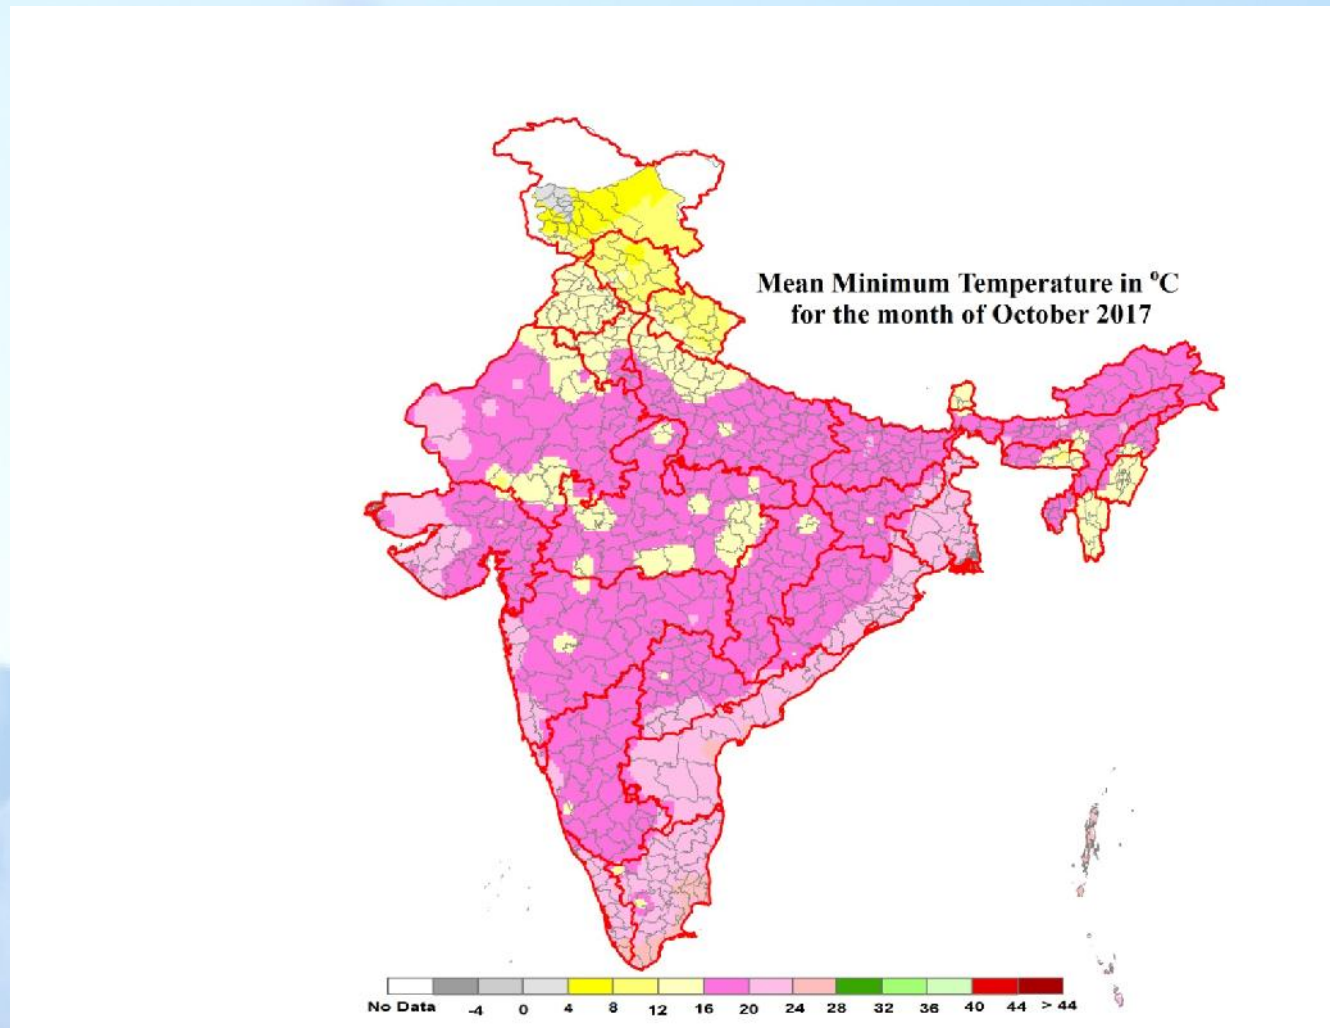 Mean Minimum Temperature in ºC
for the month of October 2017
No Data -4 0 4 8 12 16 20 24 28 32 36 40 44 > 44